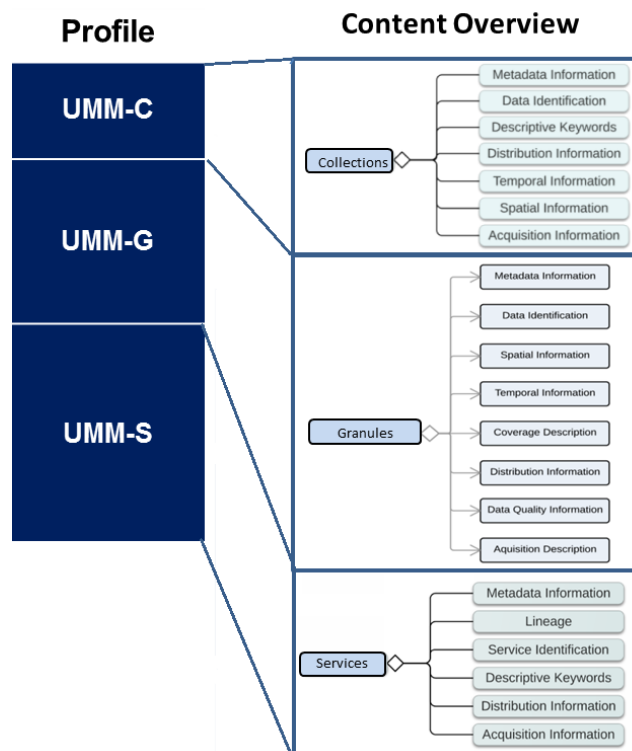 Profile
Content Overview
UMM-C
UMM-G
UMM-S
Collections
Metadata Information
Data Identification
Descriptive Keywords
Distribution Information
Temporal Information
Spatial Information
Acquisition Information
Granules
Metadata Information
Data Identification
Spatial Information
Temporal Information
Coverage Description
Distribution Information
Data Quality Information
Aquisition Description
Services
Metadata Information
Lineage
Service Identification
Descriptive Keywords
Distribution Information
Acquisition Information